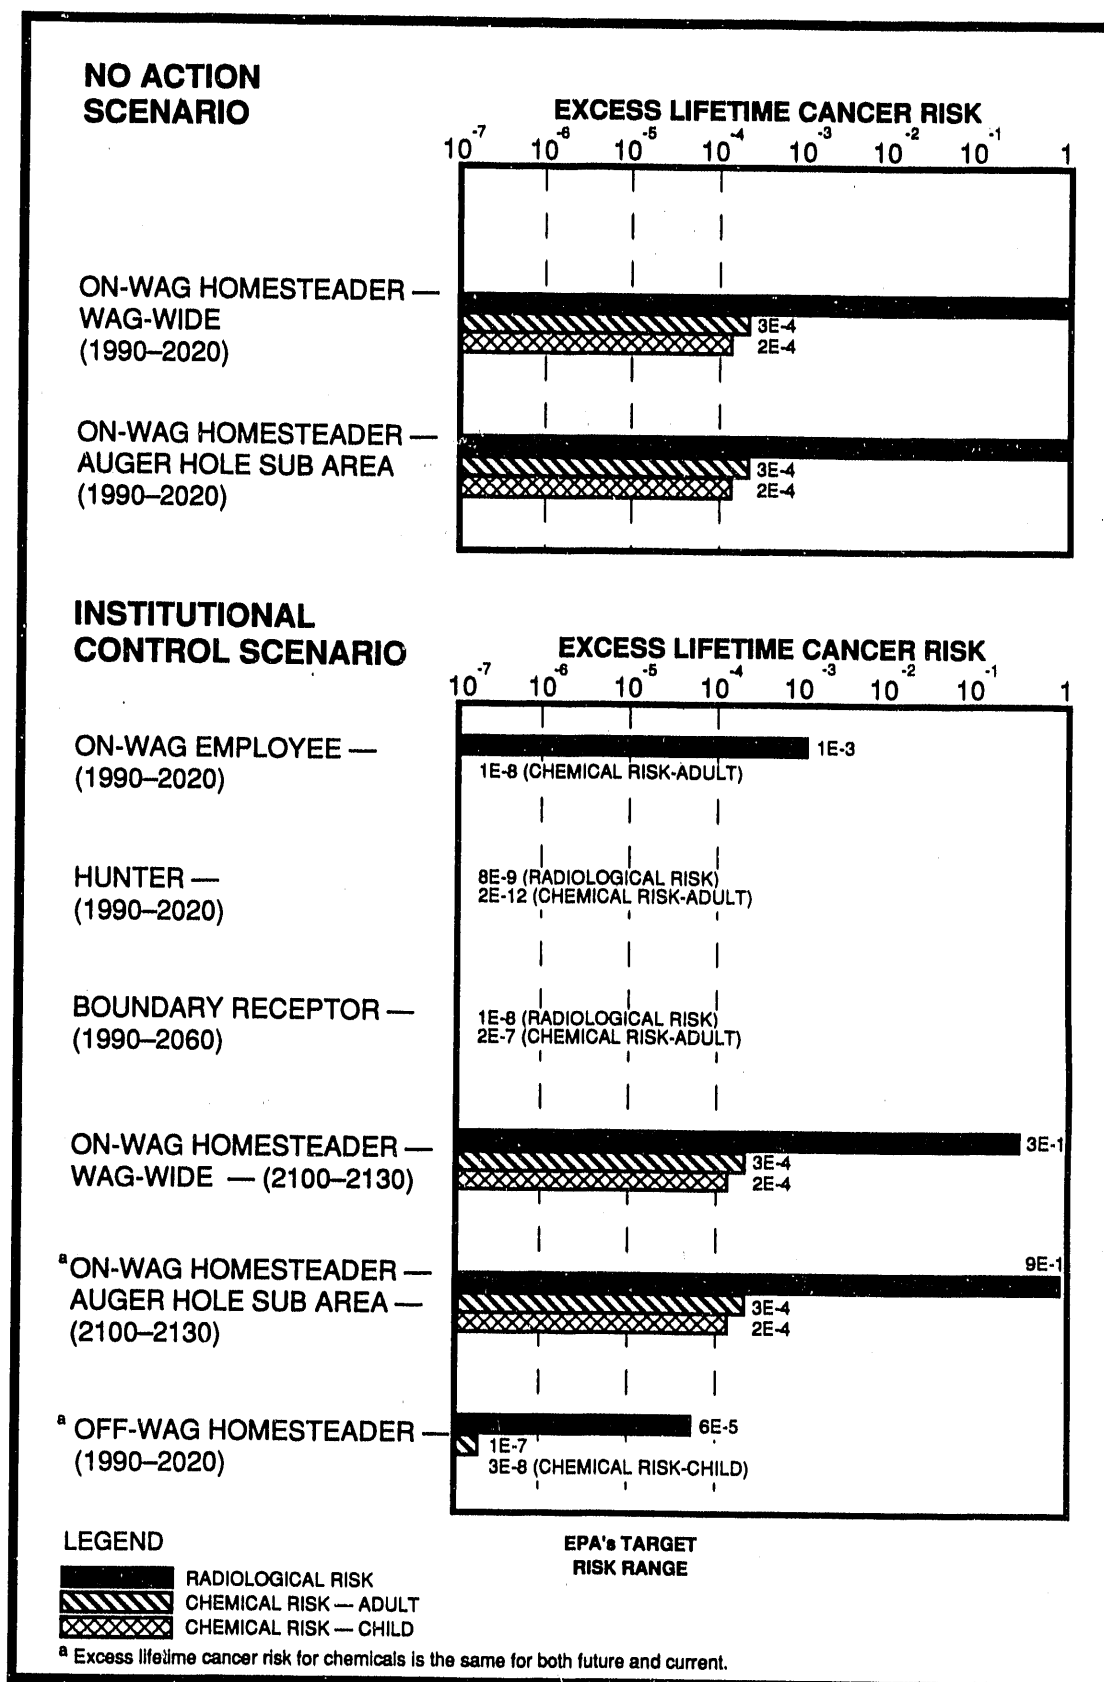 NO ACTION
SCENARIO
EXCESS LIFETIME CANCER RISK
10^-7 10^-6 10^-5 10^-4 10^-3 10^-2 10^-1 1
ON-WAG HOMESTEADER —
WAG-WIDE
(1990–2020)
3E-4
2E-4
ON-WAG HOMESTEADER —
AUGER HOLE SUB AREA
(1990–2020)
3E-4
2E-4
INSTITUTIONAL
CONTROL SCENARIO
EXCESS LIFETIME CANCER RISK
10^-7 10^-6 10^-5 10^-4 10^-3 10^-2 10^-1 1
ON-WAG EMPLOYEE —
(1990–2020)
1E-3
1E-8 (CHEMICAL RISK-ADULT)
HUNTER —
(1990–2020)
8E-9 (RADIOLOGICAL RISK)
2E-12 (CHEMICAL RISK-ADULT)
BOUNDARY RECEPTOR —
(1990–2060)
1E-8 (RADIOLOGICAL RISK)
2E-7 (CHEMICAL RISK-ADULT)
ON-WAG HOMESTEADER —
WAG-WIDE — (2100–2130)
3E-1
3E-4
2E-4
a ON-WAG HOMESTEADER —
AUGER HOLE SUB AREA —
(2100–2130)
9E-1
3E-4
2E-4
a OFF-WAG HOMESTEADER —
(1990–2020)
6E-5
1E-7
3E-8 (CHEMICAL RISK-CHILD)
EPA's TARGET
RISK RANGE
LEGEND
RADIOLOGICAL RISK
CHEMICAL RISK — ADULT
CHEMICAL RISK — CHILD
a Excess lifetime cancer risk for chemicals is the same for both future and current.